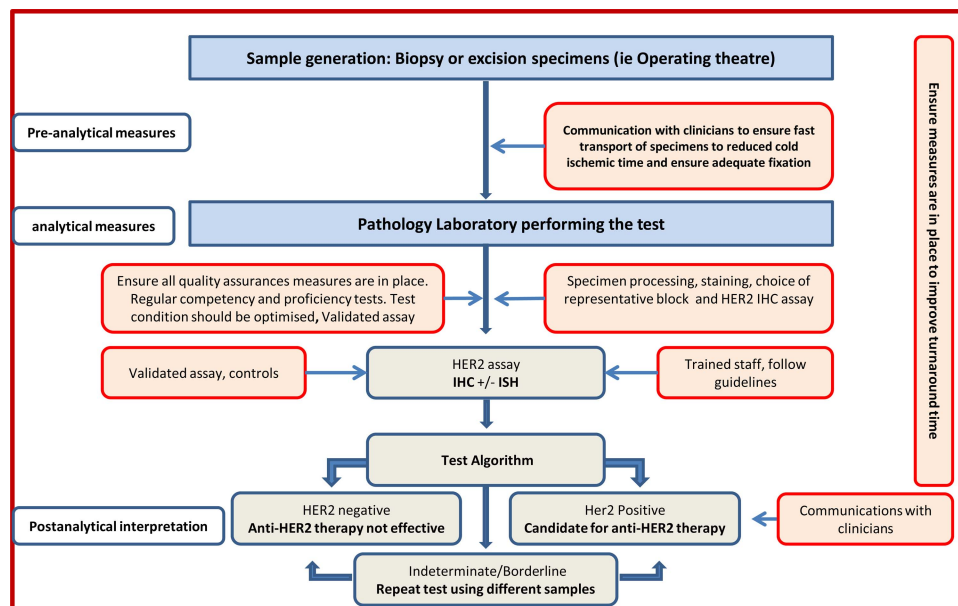 Sample generation: Biopsy or excision specimens (ie Operating theatre)
Pre-analytical measures
Communication with clinicians to ensure fast
transport of specimens to reduced cold
ischemic time and ensure adequate fixation
analytical measures
Pathology Laboratory performing the test
Ensure all quality assurances measures are in place.
Regular competency and proficiency tests. Test
condition should be optimised, Validated assay
Specimen processing, staining, choice of
representative block and HER2 IHC assay
Validated assay, controls
HER2 assay
IHC +/- ISH
Trained staff, follow
guidelines
Test Algorithm
Postanalytical interpretation
HER2 negative
Anti-HER2 therapy not effective
Her2 Positive
Candidate for anti-HER2 therapy
Communications with
clinicians
Indeterminate/Borderline
Repeat test using different samples
Ensure measures are in place to improve turnaround time